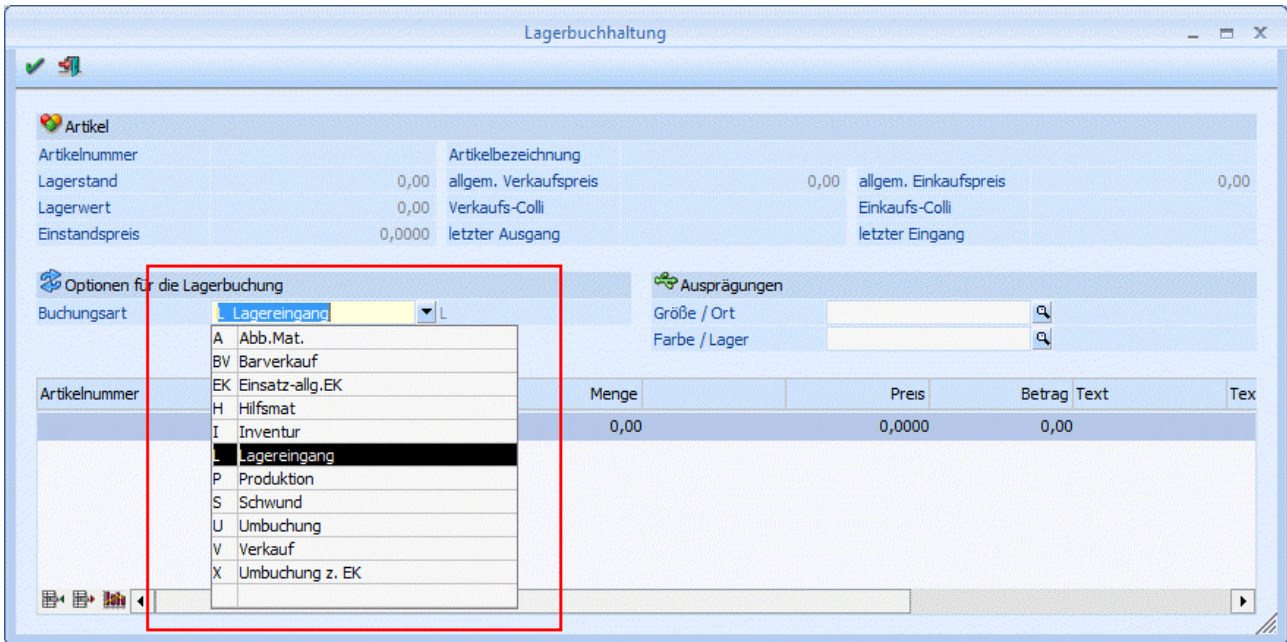 Lagerbuchhaltung
Artikel
Artikelnummer Artikelbezeichnung
Lagerstand 0,00 allgem. Verkaufspreis 0,00 allgem. Einkaufspreis 0,00
Lagerwert 0,00 Verkaufs-Colli Einkaufs-Colli
Einstandspreis 0,0000 letzter Ausgang letzter Eingang
Optionen für die Lagerbuchung Ausprägungen
Buchungsart L Lagereingang L Größe / Ort
Farbe / Lager
A Abb.Mat.
BV Barverkauf
EK Einsatz-allg.EK
H Hilfsmat
I Inventur
L Lagereingang
P Produktion
S Schwund
U Umbuchung
V Verkauf
X Umbuchung z. EK
Artikelnummer Menge Preis Betrag Text Tex
0,00 0,0000 0,00